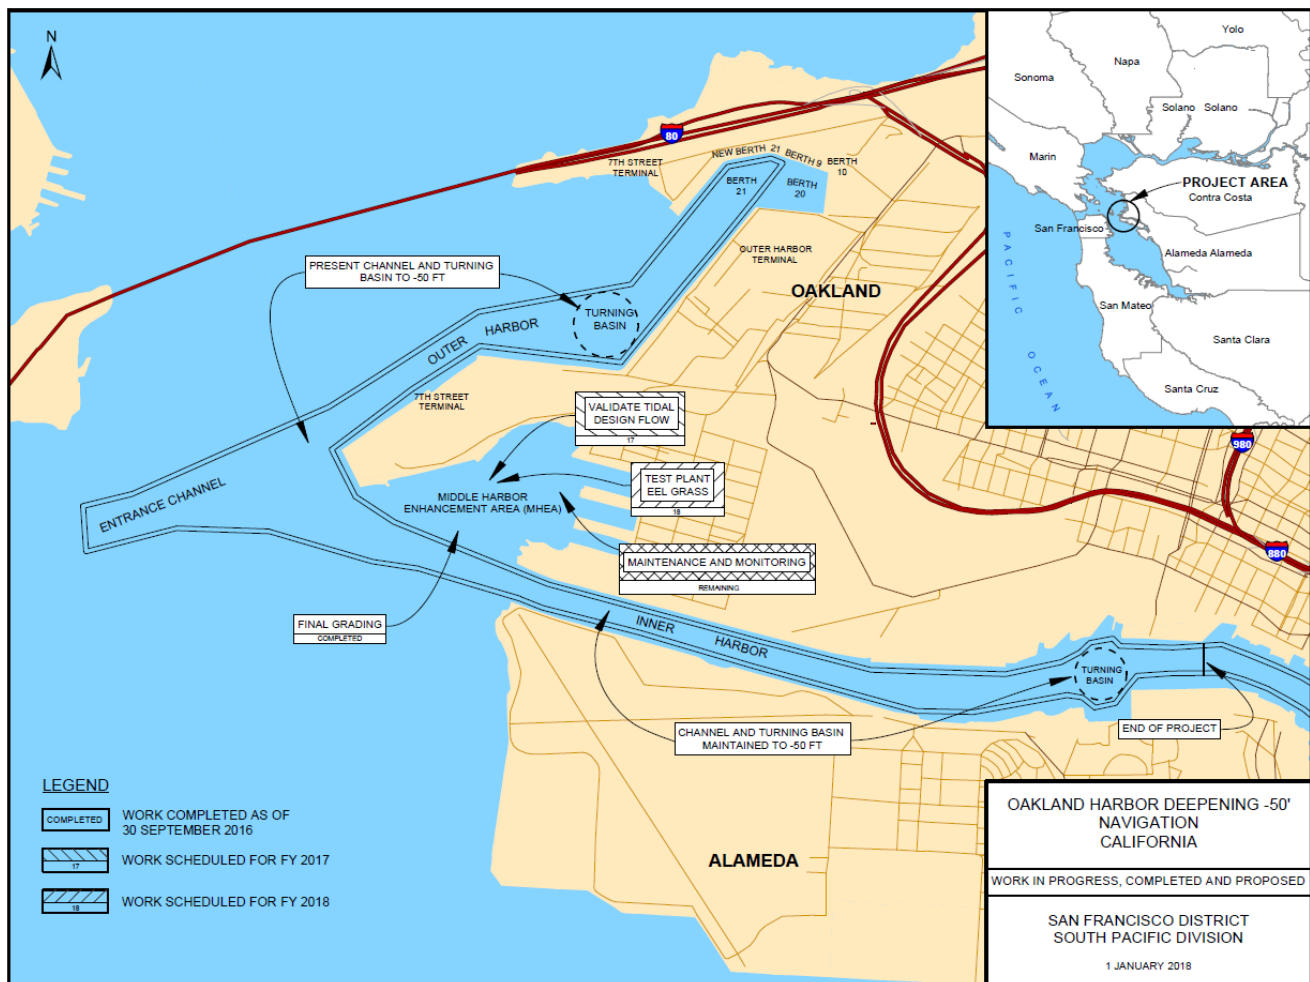 N
80
7TH STREET
TERMINAL
NEW BERTH 21
BERTH 9
BERTH
10
BERTH
21
BERTH
20
OUTER HARBOR
TERMINAL
OAKLAND
PRESENT CHANNEL AND TURNING
BASIN TO -50 FT
TURNING
BASIN
OUTER HARBOR
7TH STREET
TERMINAL
VALIDATE TIDAL
DESIGN FLOW
17
TEST PLANT
EEL GRASS
18
MIDDLE HARBOR
ENHANCEMENT AREA (MHEA)
MAINTENANCE AND MONITORING
REMAINING
ENTRANCE CHANNEL
FINAL GRADING
COMPLETED
INNER HARBOR
TURNING
BASIN
CHANNEL AND TURNING BASIN
MAINTAINED TO -50 FT
END OF PROJECT
980
880
ALAMEDA
Yolo
Napa
Sonoma
Solano Solano
Marin
PROJECT AREA
Contra Costa
San Francisco
Alameda Alameda
San Mateo
Santa Clara
Santa Cruz
PACIFIC OCEAN
LEGEND
COMPLETED
WORK COMPLETED AS OF
30 SEPTEMBER 2016
17
WORK SCHEDULED FOR FY 2017
18
WORK SCHEDULED FOR FY 2018
OAKLAND HARBOR DEEPENING -50'
NAVIGATION
CALIFORNIA
WORK IN PROGRESS, COMPLETED AND PROPOSED
SAN FRANCISCO DISTRICT
SOUTH PACIFIC DIVISION
1 JANUARY 2018